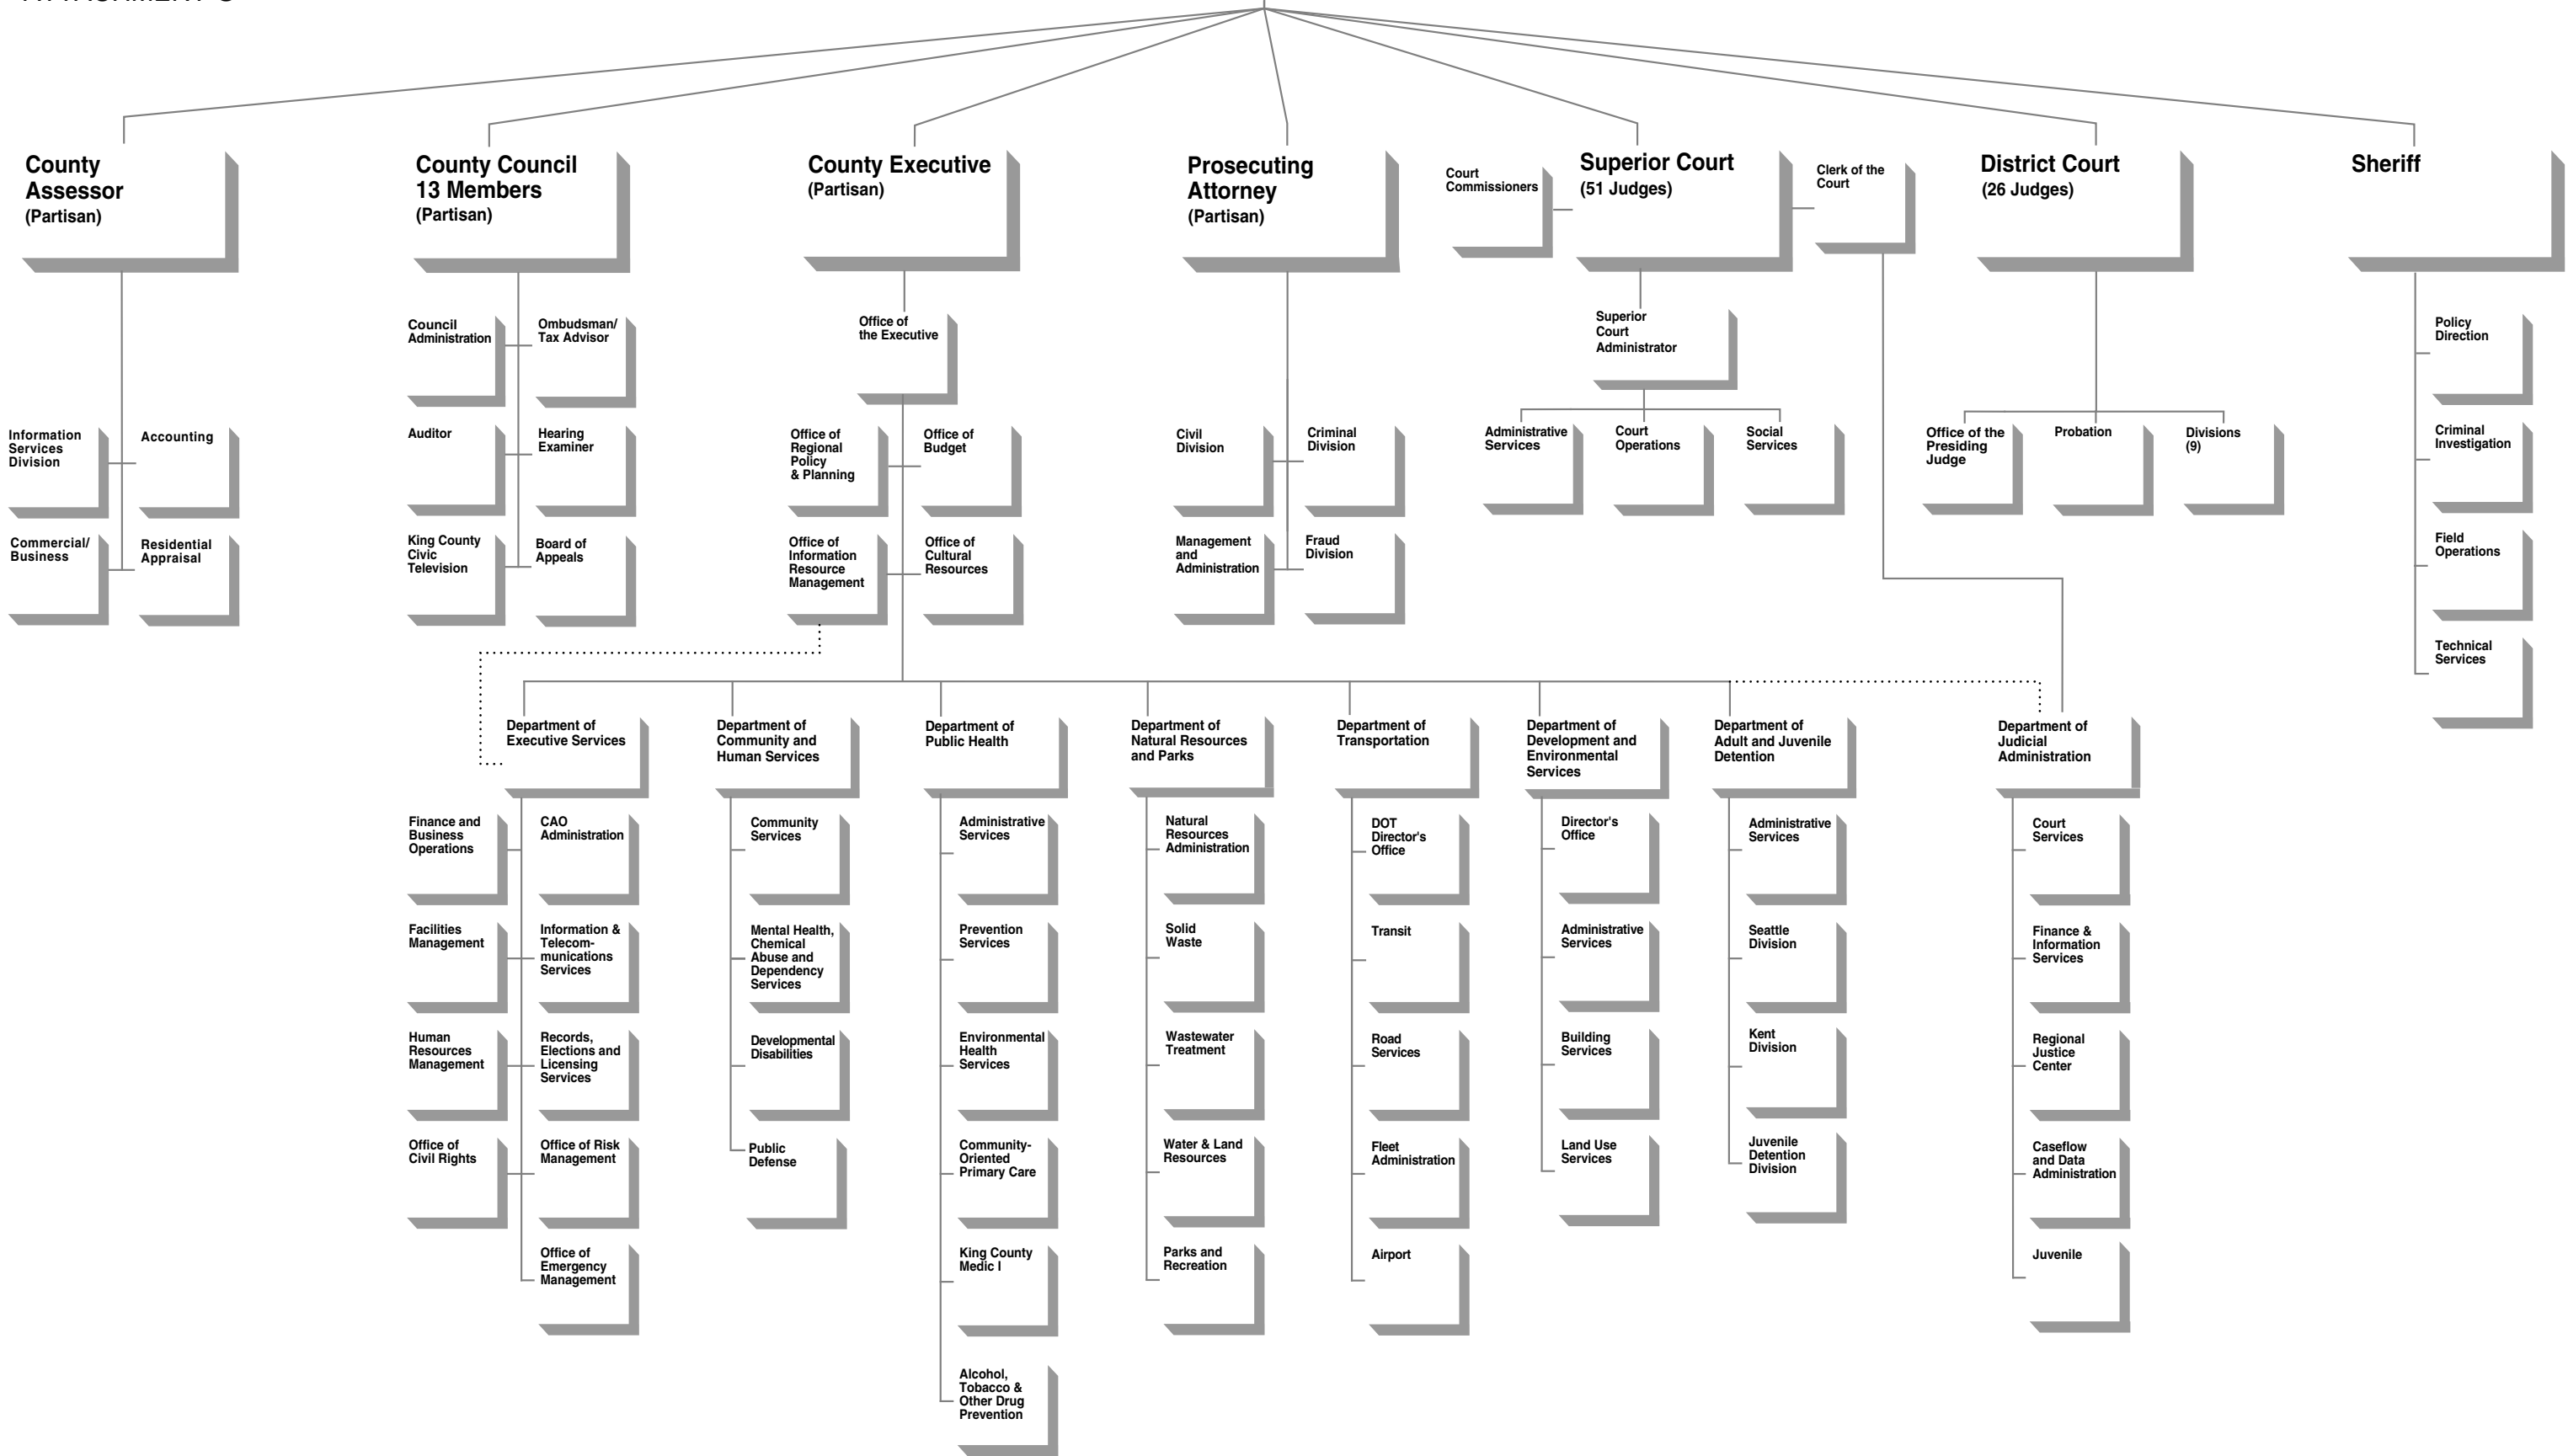 County
Assessor
(Partisan)
County Council
13 Members
(Partisan)
County Executive
(Partisan)
Prosecuting
Attorney
(Partisan)
Court
Commissioners
Superior Court
(51 Judges)
Clerk of the
Court
District Court
(26 Judges)
Sheriff
Information
Services
Division
Accounting
Commercial/
Business
Residential
Appraisal
Council
Administration
Ombudsman/
Tax Advisor
Auditor
Hearing
Examiner
King County
Civic
Television
Board of
Appeals
Office of
the Executive
Office of
Regional
Policy
& Planning
Office of
Budget
Office of
Information
Resource
Management
Office of
Cultural
Resources
Civil
Division
Criminal
Division
Management
and
Administration
Fraud
Division
Superior
Court
Administrator
Administrative
Services
Court
Operations
Social
Services
Office of the
Presiding
Judge
Probation
Divisions
(9)
Policy
Direction
Criminal
Investigation
Field
Operations
Technical
Services
Department of
Executive Services
Finance and
Business
Operations
CAO
Administration
Facilities
Management
Information &
Telecom-
munications
Services
Human
Resources
Management
Records,
Elections and
Licensing
Services
Office of
Civil Rights
Office of Risk
Management
Office of
Emergency
Management
Department of
Community and
Human Services
Community
Services
Mental Health,
Chemical
Abuse and
Dependency
Services
Developmental
Disabilities
Public
Defense
Department of
Public Health
Administrative
Services
Prevention
Services
Environmental
Health
Services
Community-
Oriented
Primary Care
King County
Medic I
Alcohol,
Tobacco &
Other Drug
Prevention
Department of
Natural Resources
and Parks
Natural
Resources
Administration
Solid
Waste
Wastewater
Treatment
Water & Land
Resources
Parks and
Recreation
Department of
Transportation
DOT
Director's
Office
Transit
Road
Services
Fleet
Administration
Airport
Department of
Development and
Environmental
Services
Director's
Office
Administrative
Services
Building
Services
Land Use
Services
Department of
Adult and Juvenile
Detention
Administrative
Services
Seattle
Division
Kent
Division
Juvenile
Detention
Division
Department of
Judicial
Administration
Court
Services
Finance &
Information
Services
Regional
Justice
Center
Caseflow
and Data
Administration
Juvenile